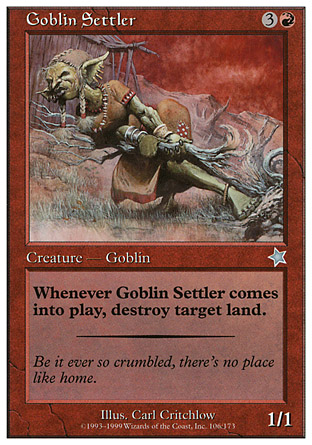 Goblin Settler 3
Creature — Goblin
Whenever Goblin Settler comes
into play, destroy target land.
Be it ever so crumbled, there's no place
like home.
Illus. Carl Critchlow
©1993-1999 Wizards of the Coast, Inc. 106/173
1/1